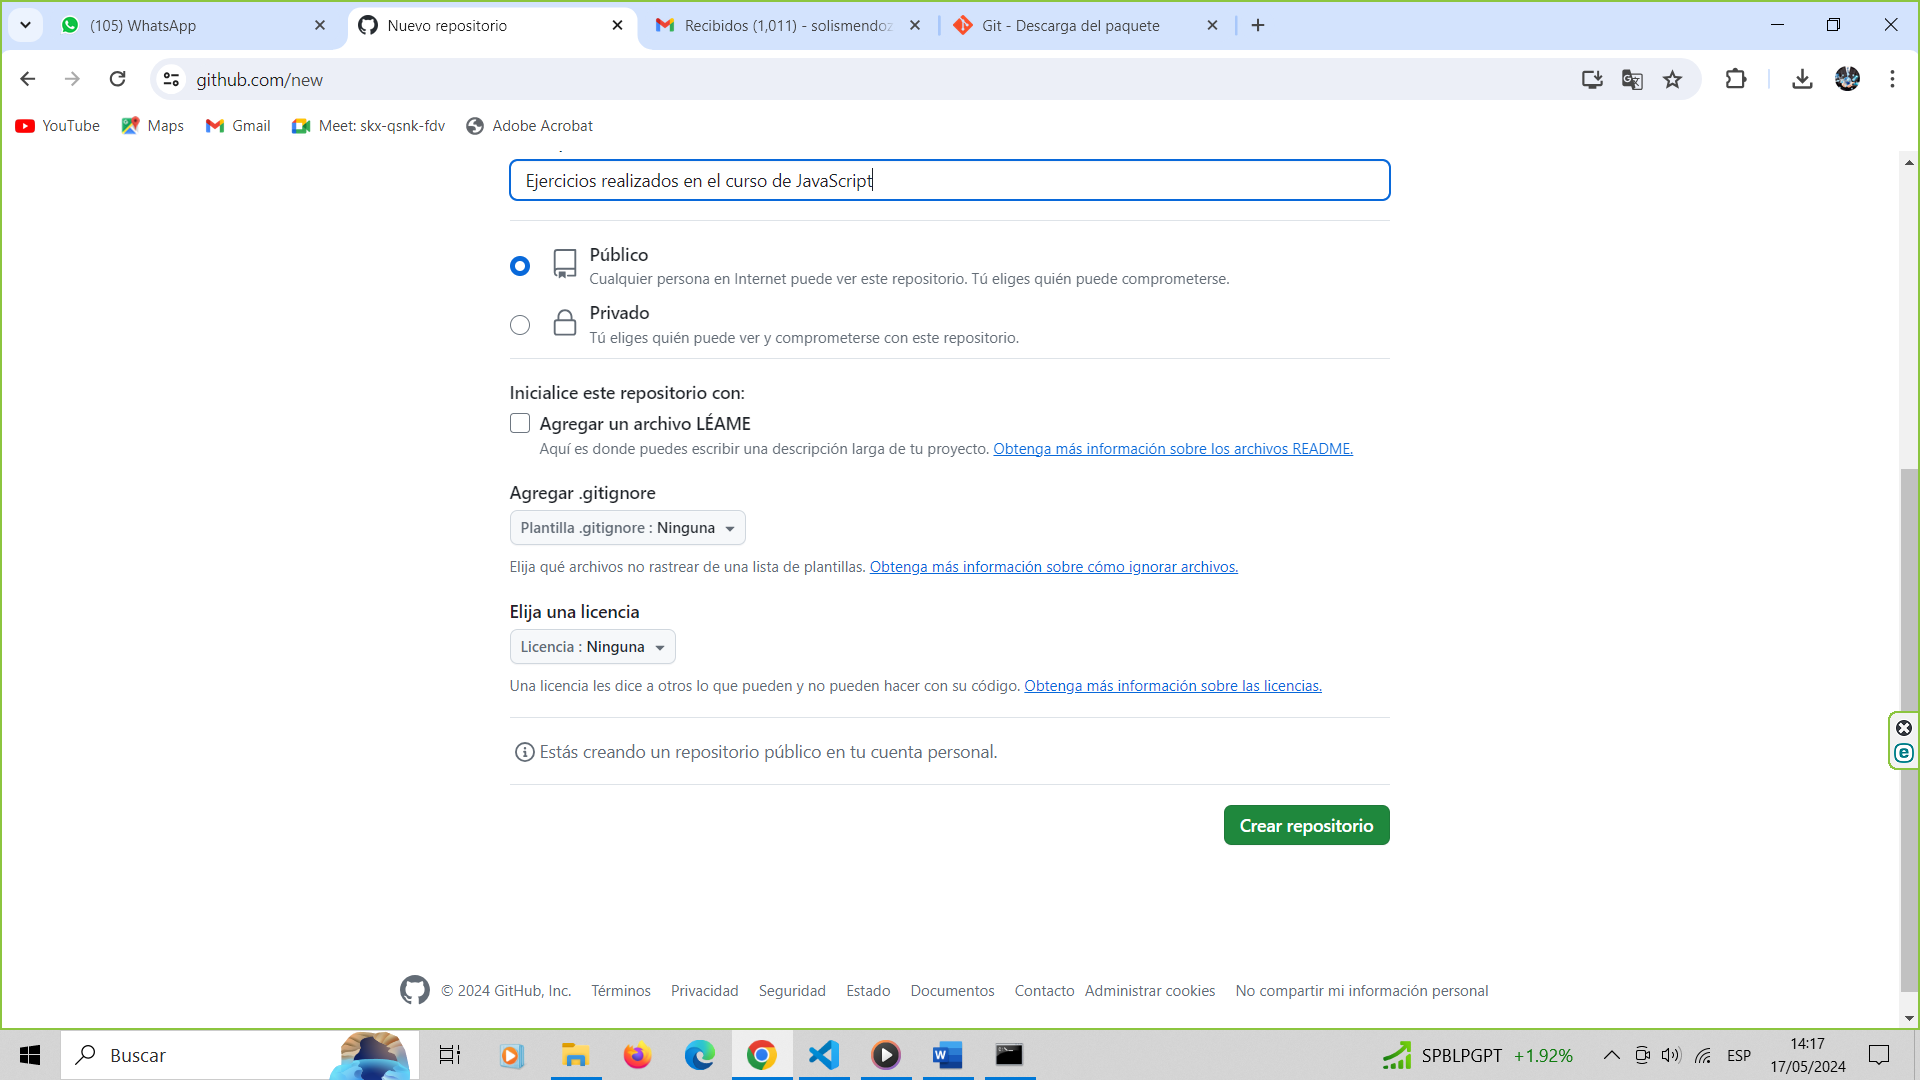 (105) WhatsApp
Nuevo repositorio
Recibidos (1,011) - solismendoz
Git - Descarga del paquete
github.com/new
YouTube
Maps
Gmail
Meet: skx-qsnk-fdv
Adobe Acrobat
Ejercicios realizados en el curso de JavaScript
Público
Cualquier persona en Internet puede ver este repositorio. Tú eliges quién puede comprometerse.
Privado
Tú eliges quién puede ver y comprometerse con este repositorio.
Inicialice este repositorio con:
Agregar un archivo LÉAME
Aquí es donde puedes escribir una descripción larga de tu proyecto. Obtenga más información sobre los archivos README.
Agregar .gitignore
Plantilla .gitignore : Ninguna
Elija qué archivos no rastrear de una lista de plantillas. Obtenga más información sobre cómo ignorar archivos.
Elija una licencia
Licencia : Ninguna
Una licencia les dice a otros lo que pueden y no pueden hacer con su código. Obtenga más información sobre las licencias.
Estás creando un repositorio público en tu cuenta personal.
Crear repositorio
© 2024 GitHub, Inc.
Términos
Privacidad
Seguridad
Estado
Documentos
Contacto
Administrar cookies
No compartir mi información personal
Buscar
SPBLPGPT +1.92%
ESP
14:17
17/05/2024